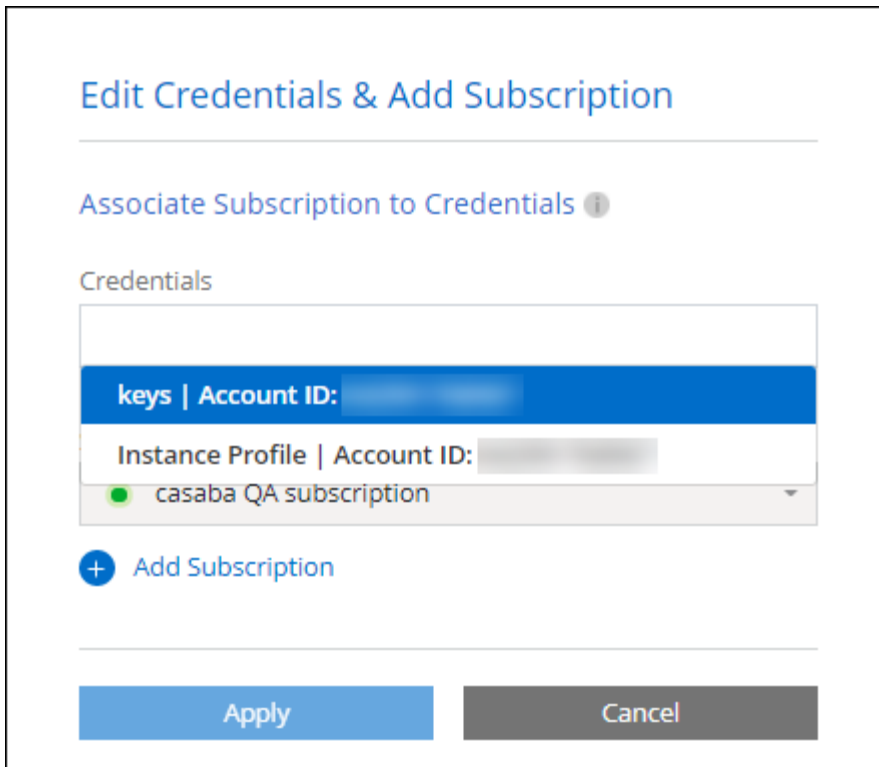 Edit Credentials & Add Subscription
Associate Subscription to Credentials
Credentials
keys | Account ID:
Instance Profile | Account ID:
casaba QA subscription
Add Subscription
Apply
Cancel